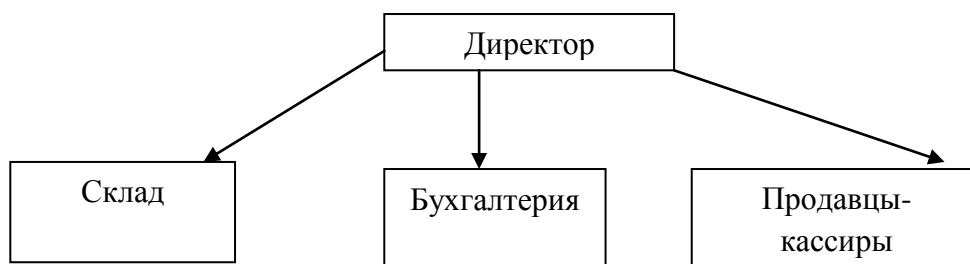 Директор
Склад
Бухгалтерия
Продавцы-
кассиры